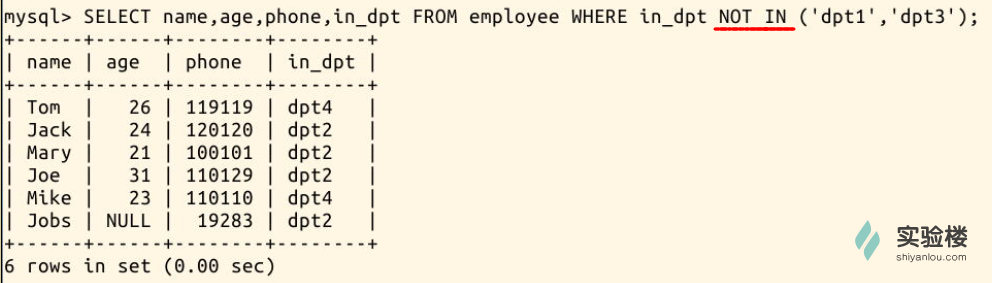 mysql> SELECT name,age,phone,in_dpt FROM employee WHERE in_dpt NOT IN ('dpt1','dpt3');
+------+------+--------+--------+
| name | age  | phone  | in_dpt |
+------+------+--------+--------+
| Tom  |   26 | 119119 | dpt4   |
| Jack |   24 | 120120 | dpt2   |
| Mary |   21 | 100101 | dpt2   |
| Joe  |   31 | 110129 | dpt2   |
| Mike |   23 | 110110 | dpt4   |
| Jobs | NULL |  19283 | dpt2   |
+------+------+--------+--------+
6 rows in set (0.00 sec)
实验楼
shiyanlou.com